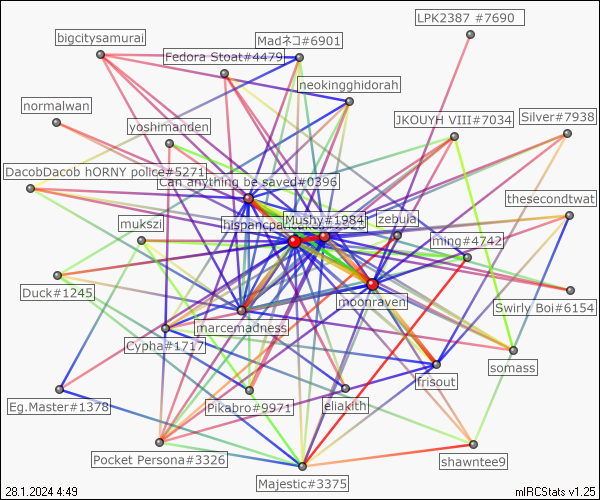 LPK2387 #7690
bigcitysamurai
Madネコ#6901
Fedora Stoat#4479
neokingghidorah
normalwan
yoshimanden
JKOUYH VIII#7034
Silver#7938
DacobDacob hORNY police#5271
Can anything be saved#0396
thesecondtwat
mukszi
Mushy#1984
zebula
ming#4742
Duck#1245
moonraven
Swirly Boi#6154
marcemadness
Cypha#1717
somass
frisout
Eg.Master#1378
Pikabro#9971
eliakith
Pocket Persona#3326
shawntee9
Majestic#3375
28.1.2024 4:49
mIRCStats v1.25